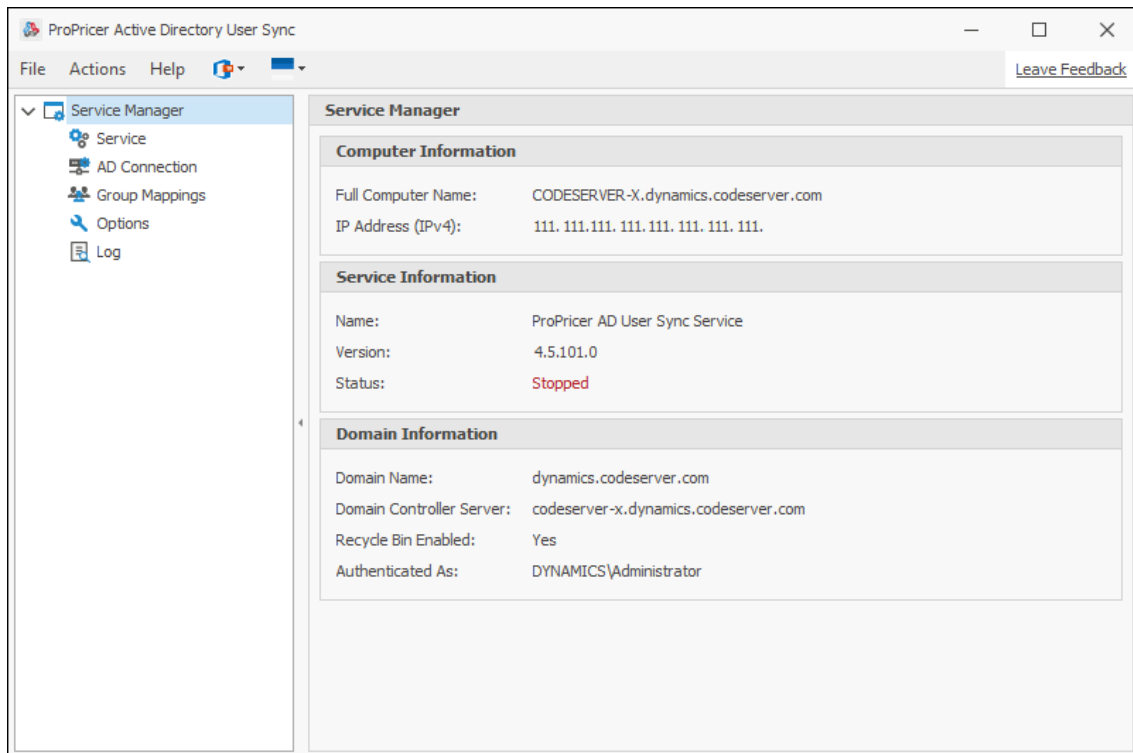 ProPricer Active Directory User Sync
File Actions Help Leave Feedback
Service Manager
Service
AD Connection
Group Mappings
Options
Log
Service Manager
Computer Information
Full Computer Name: CODESERVER-X.dynamics.codeserver.com
IP Address (IPv4): 111. 111.111. 111. 111. 111. 111. 111.
Service Information
Name: ProPricer AD User Sync Service
Version: 4.5.101.0
Status: Stopped
Domain Information
Domain Name: dynamics.codeserver.com
Domain Controller Server: codeserver-x.dynamics.codeserver.com
Recycle Bin Enabled: Yes
Authenticated As: DYNAMICS\Administrator